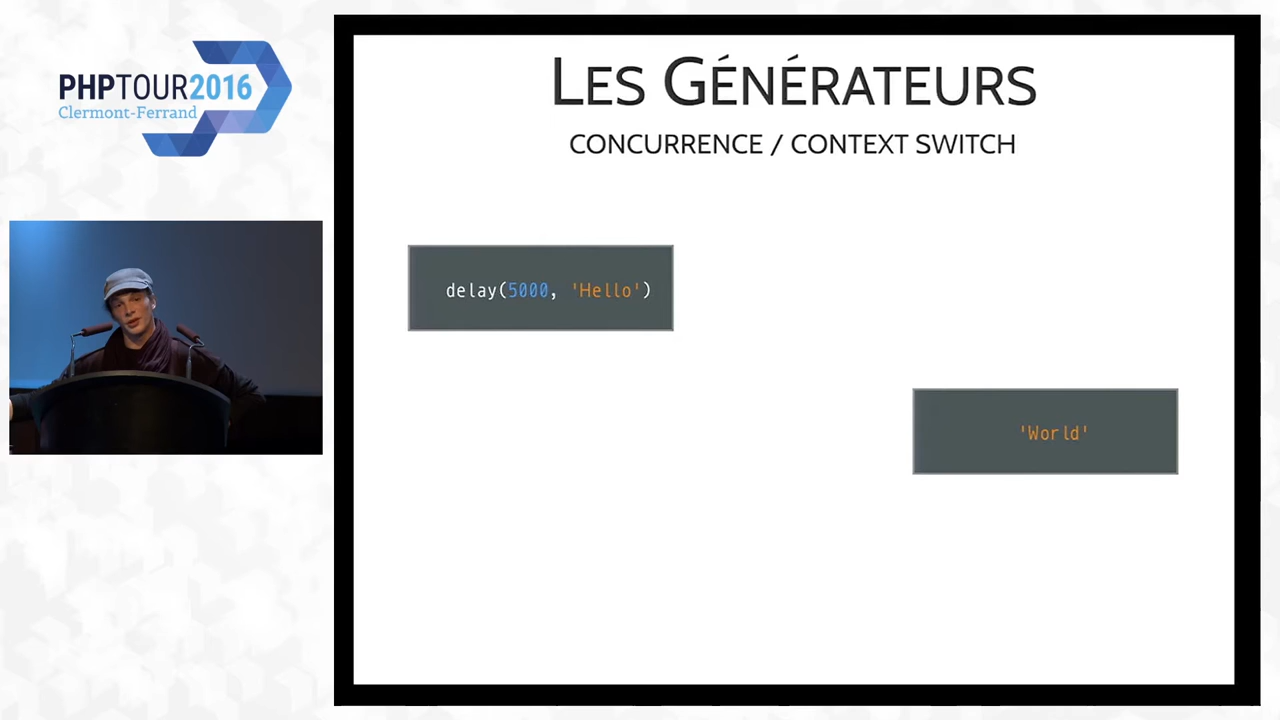 PHPTOUR2016
Clermont-Ferrand
LES GÉNÉRATEURS
CONCURRENCE / CONTEXT SWITCH
delay(5000, 'Hello')
'World'